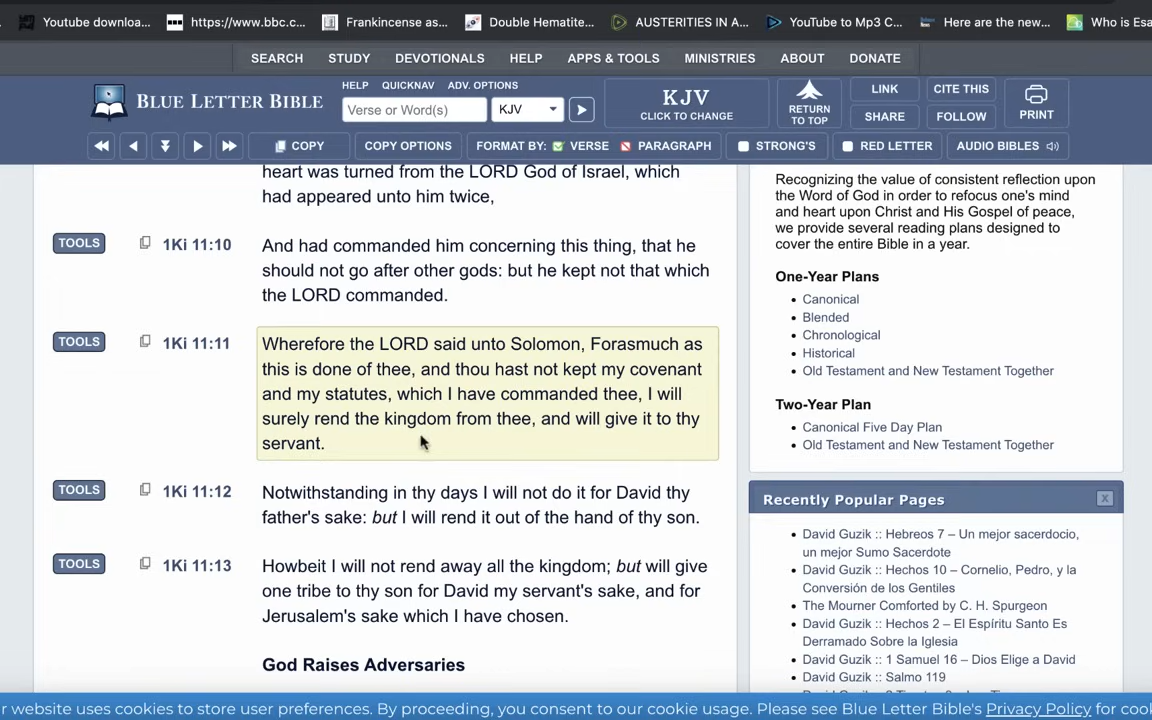 Youtube downloa...
https://www.bbc.c...
Frankincense as...
Double Hematite...
AUSTERITIES IN A...
YouTube to Mp3 C...
Here are the new...
Who is Esa
SEARCH STUDY DEVOTIONALS HELP APPS & TOOLS MINISTRIES ABOUT DONATE
BLUE LETTER BIBLE
HELP QUICKNAV ADV. OPTIONS
Verse or Word(s)
KJV
KJV
CLICK TO CHANGE
RETURN
TO TOP
LINK
CITE THIS
SHARE
FOLLOW
PRINT
COPY
COPY OPTIONS
FORMAT BY: VERSE PARAGRAPH
STRONG'S
RED LETTER
AUDIO BIBLES
heart was turned from the LORD God of Israel, which
had appeared unto him twice,
TOOLS
1Ki 11:10
And had commanded him concerning this thing, that he
should not go after other gods: but he kept not that which
the LORD commanded.
TOOLS
1Ki 11:11
Wherefore the LORD said unto Solomon, Forasmuch as
this is done of thee, and thou hast not kept my covenant
and my statutes, which I have commanded thee, I will
surely rend the kingdom from thee, and will give it to thy
servant.
TOOLS
1Ki 11:12
Notwithstanding in thy days I will not do it for David thy
father's sake: but I will rend it out of the hand of thy son.
TOOLS
1Ki 11:13
Howbeit I will not rend away all the kingdom; but will give
one tribe to thy son for David my servant's sake, and for
Jerusalem's sake which I have chosen.
God Raises Adversaries
Recognizing the value of consistent reflection upon
the Word of God in order to refocus one's mind
and heart upon Christ and His Gospel of peace,
we provide several reading plans designed to
cover the entire Bible in a year.
One-Year Plans
Canonical
Blended
Chronological
Historical
Old Testament and New Testament Together
Two-Year Plan
Canonical Five Day Plan
Old Testament and New Testament Together
Recently Popular Pages
x
David Guzik :: Hebreos 7 – Un mejor sacerdocio,
un mejor Sumo Sacerdote
David Guzik :: Hechos 10 – Cornelio, Pedro, y la
Conversión de los Gentiles
The Mourner Comforted by C. H. Spurgeon
David Guzik :: Hechos 2 – El Espíritu Santo Es
Derramado Sobre la Iglesia
David Guzik :: 1 Samuel 16 – Dios Elige a David
David Guzik :: Salmo 119
r website uses cookies to store user preferences. By proceeding, you consent to our cookie usage. Please see Blue Letter Bible's Privacy Policy for cook